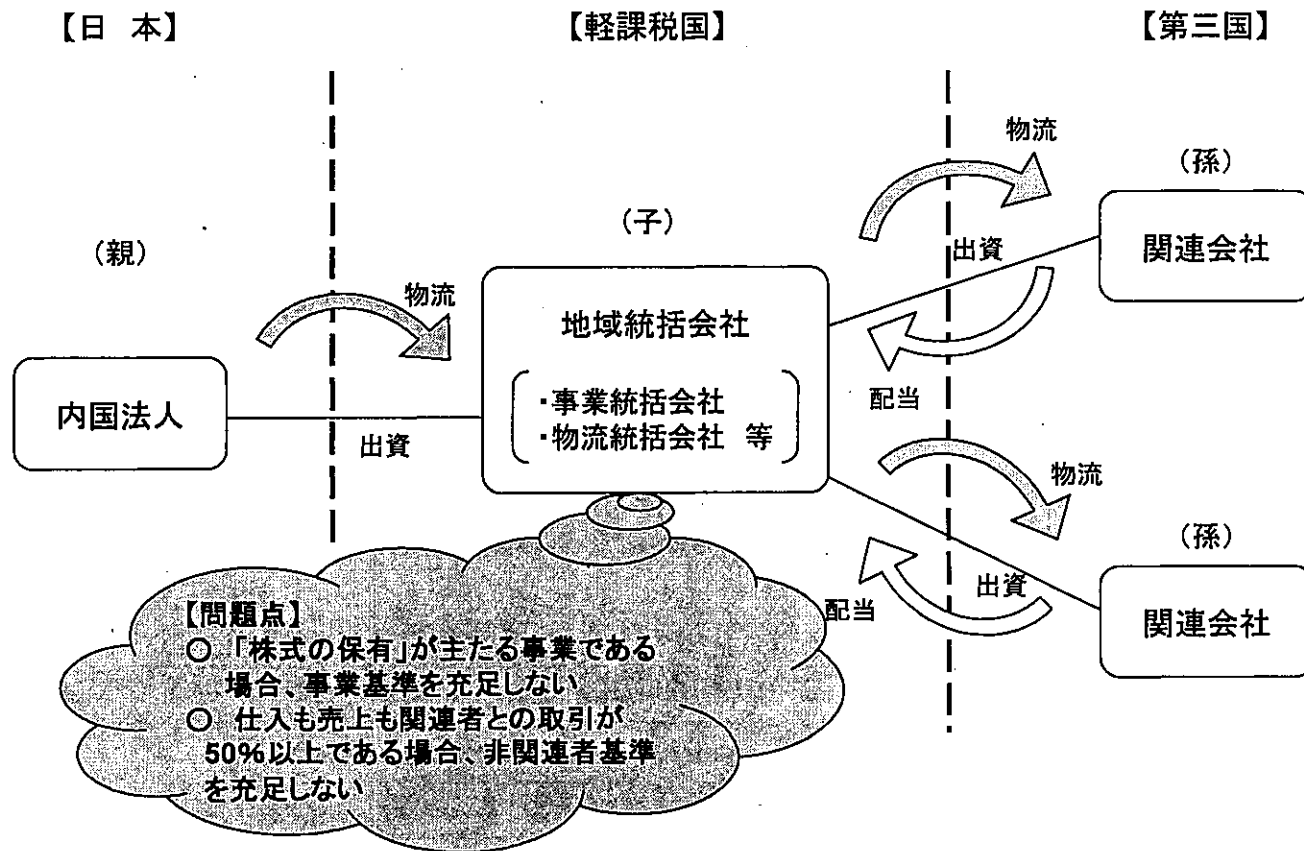 【日 本】
【軽課税国】
【第三国】
物流
(孫)
(子)
関連会社
(親)
出資
物流
地域統括会社
配当
内国法人
・事業統括会社
・物流統括会社 等
出資
物流
(孫)
出資
配当
関連会社
【問題点】
○ 「株式の保有」が主たる事業である
場合、事業基準を充足しない
○ 仕入も売上も関連者との取引が
50%以上である場合、非関連者基準
を充足しない